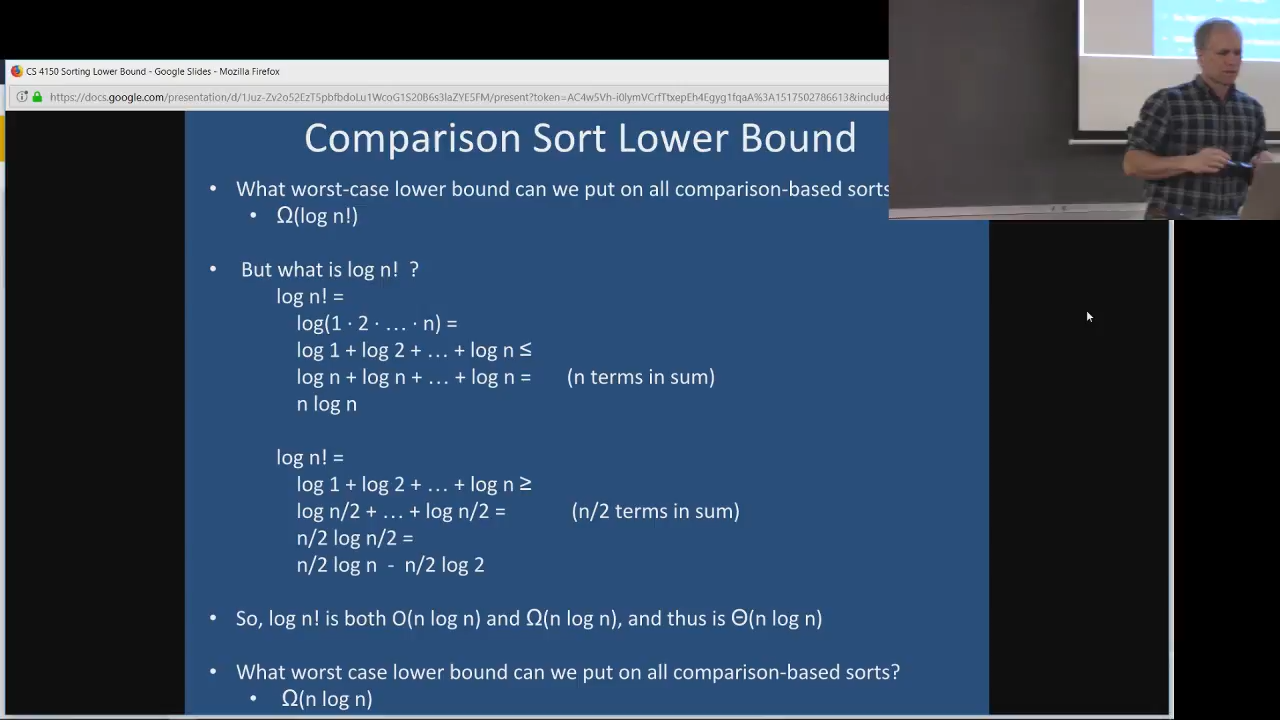 CS 4150 Sorting Lower Bound - Google Slides - Mozilla Firefox
Comparison Sort Lower Bound
• What worst-case lower bound can we put on all comparison-based sorts
• Ω(log n!)
• But what is log n! ?
log n! =
log(1 · 2 · … · n) =
log 1 + log 2 + … + log n ≤
log n + log n + … + log n = (n terms in sum)
n log n
log n! =
log 1 + log 2 + … + log n ≥
log n/2 + … + log n/2 = (n/2 terms in sum)
n/2 log n/2 =
n/2 log n - n/2 log 2
• So, log n! is both O(n log n) and Ω(n log n), and thus is Θ(n log n)
• What worst case lower bound can we put on all comparison-based sorts?
• Ω(n log n)